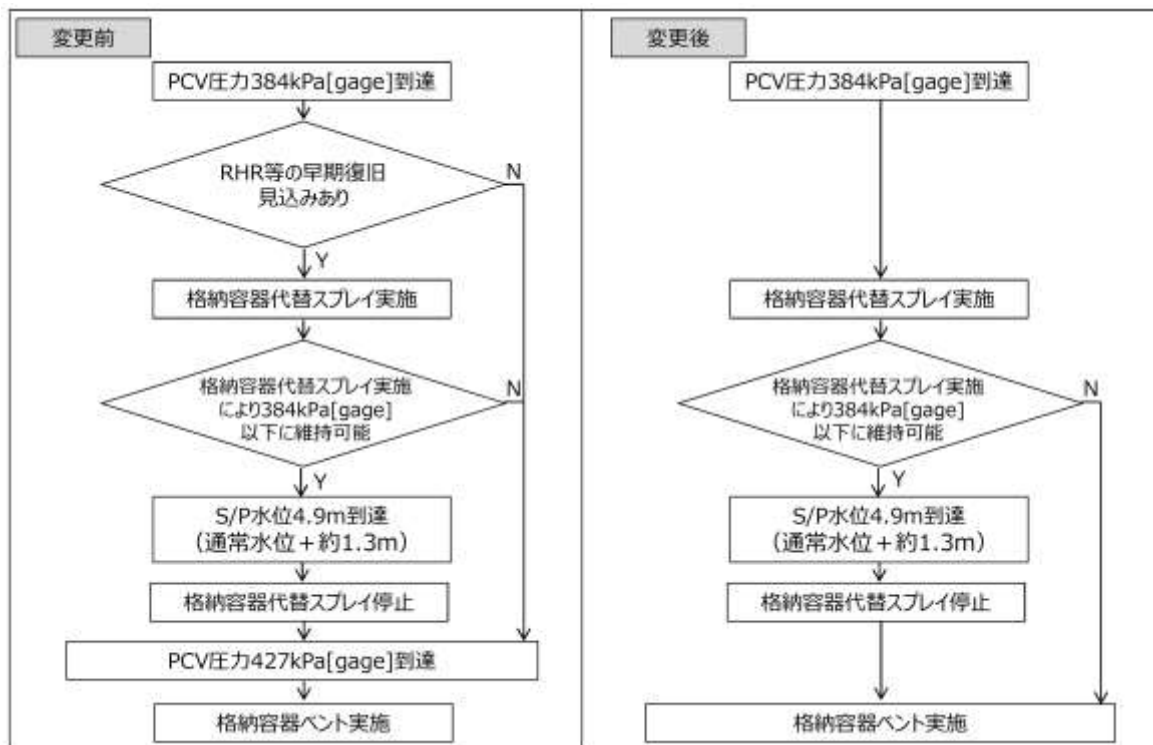 変更前
PCV圧力384kPa[gage]到達
RHR等の早期復旧
見込みあり
N
Y
格納容器代替スプレイ実施
格納容器代替スプレイ実施
により384kPa[gage]
以下に維持可能
N
Y
S/P水位4.9m到達
(通常水位+約1.3m)
格納容器代替スプレイ停止
PCV圧力427kPa[gage]到達
格納容器ベント実施
変更後
PCV圧力384kPa[gage]到達
格納容器代替スプレイ実施
格納容器代替スプレイ実施
により384kPa[gage]
以下に維持可能
N
Y
S/P水位4.9m到達
(通常水位+約1.3m)
格納容器代替スプレイ停止
格納容器ベント実施